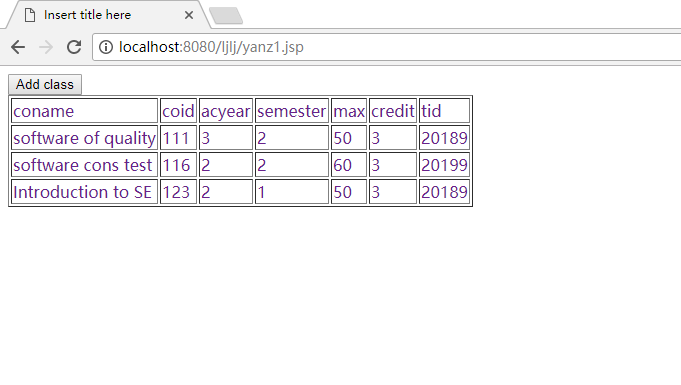 Insert title here
localhost:8080/ljlj/yanz1.jsp
Add class
coname coid acyear semester max credit tid
software of quality 111 3 2 50 3 20189
software cons test 116 2 2 60 3 20199
Introduction to SE 123 2 1 50 3 20189